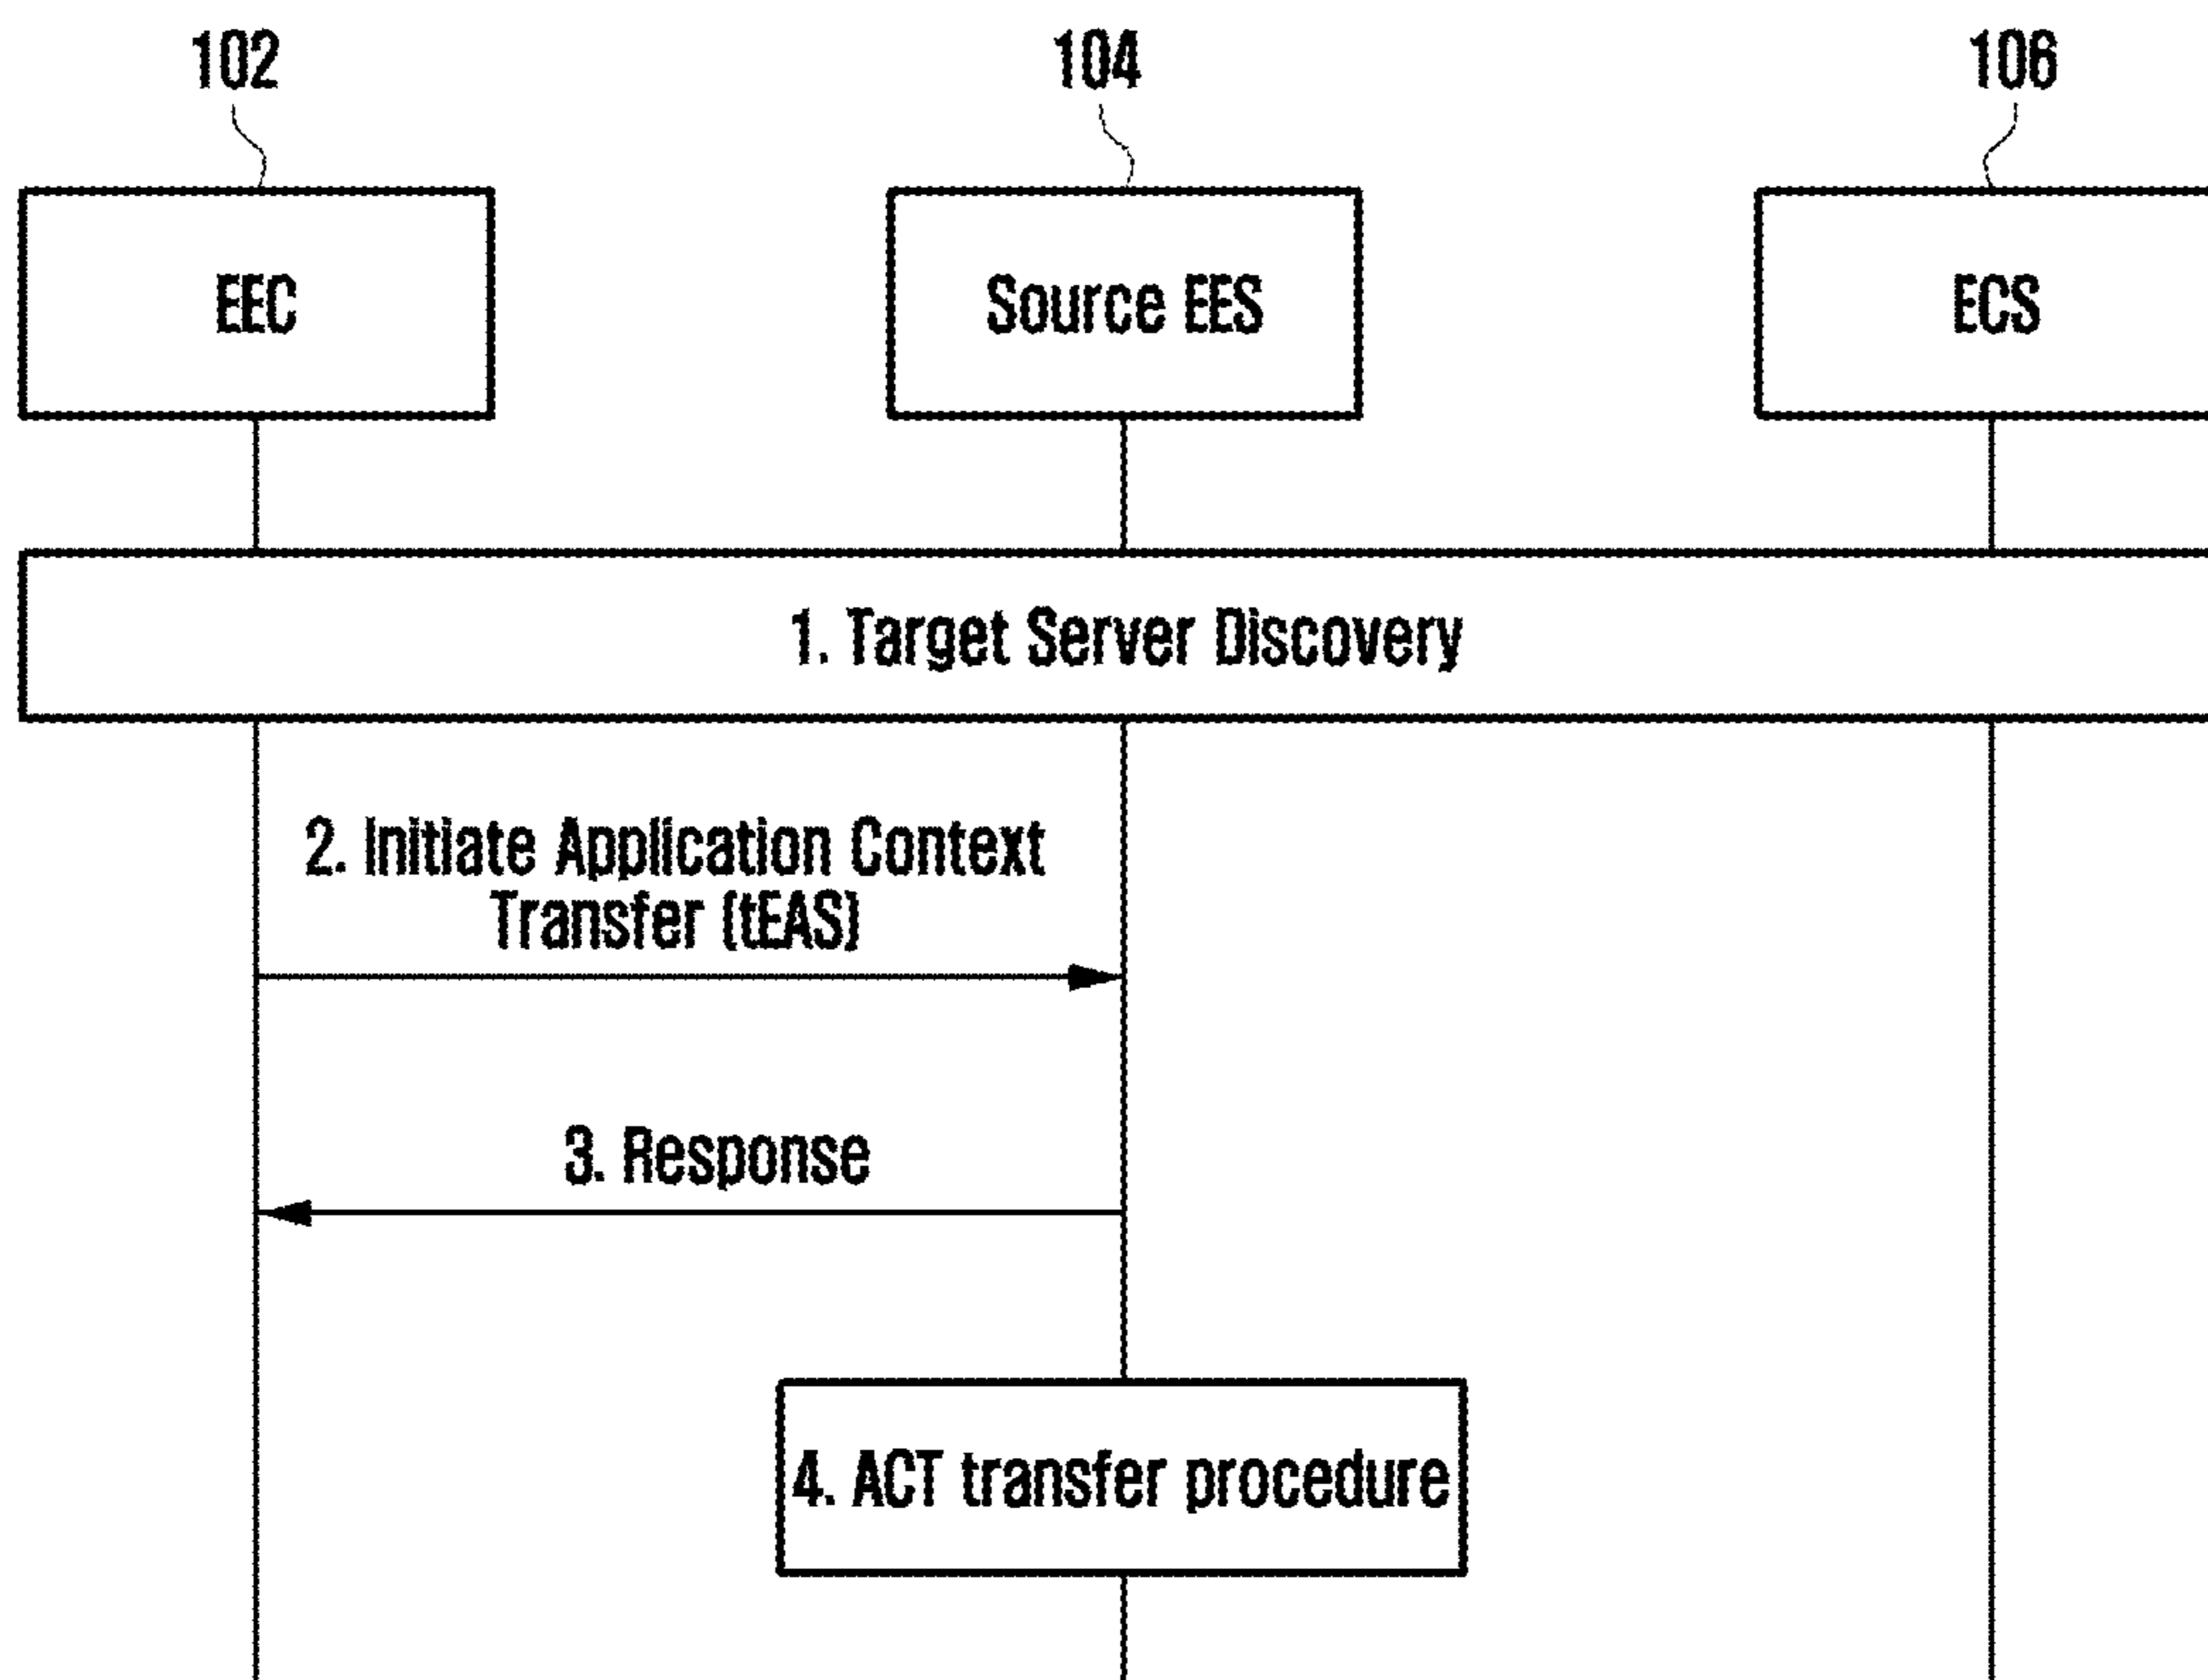 102
104
106
EEC
Source EES
ECS
1. Target Server Discovery
2. Initiate Application Context
Transfer (tEAS)
3. Response
4. ACT transfer procedure